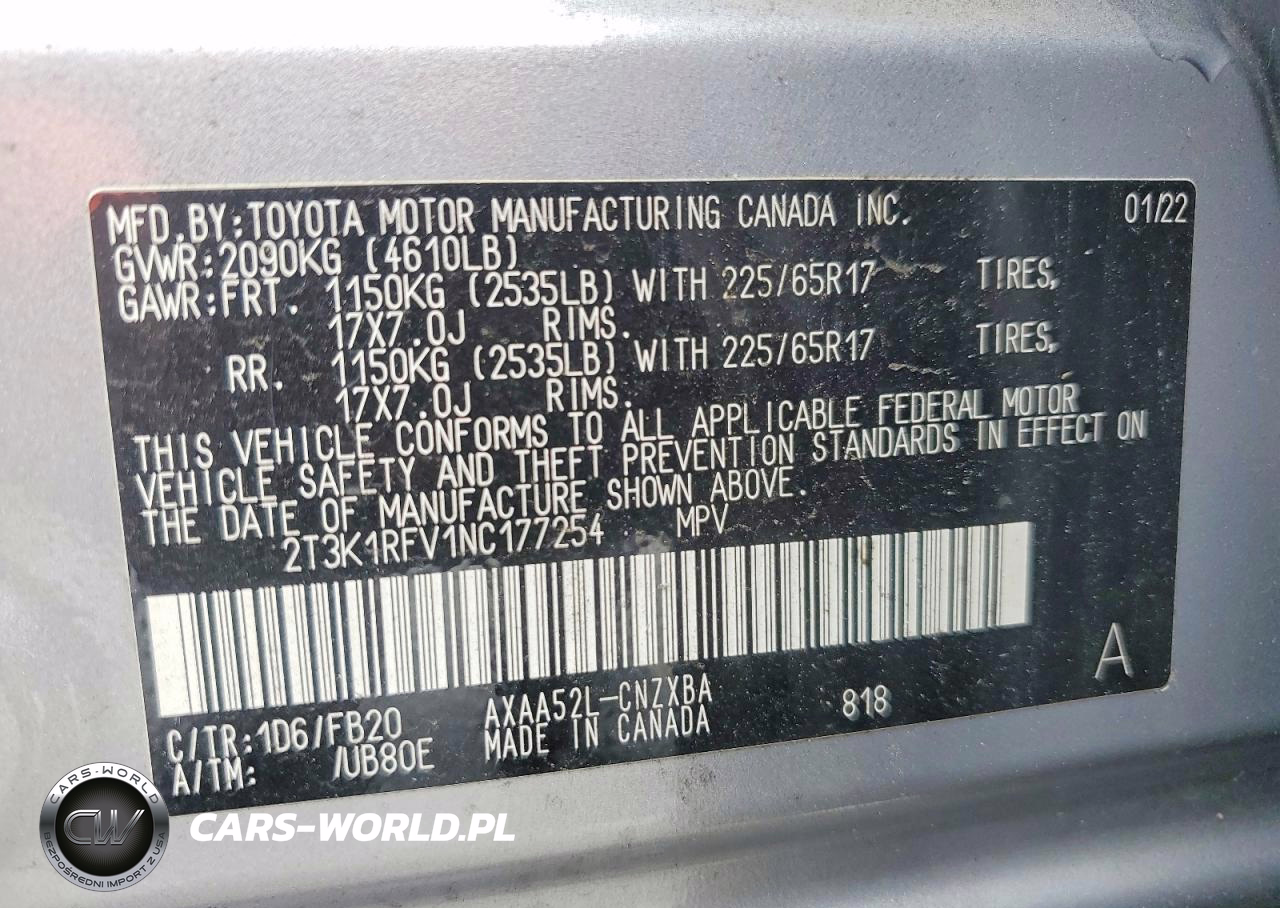 MFD.BY:TOYOTA MOTOR MANUFACTURING CANADA INC. 01/22
GVWR:2090KG (4610LB)
GAWR:FRT. 1150KG (2535LB) WITH 225/65R17 TIRES,
17X7.0J RIMS.
RR. 1150KG (2535LB) WITH 225/65R17 TIRES,
17X7.0J RIMS.
THIS VEHICLE CONFORMS TO ALL APPLICABLE FEDERAL MOTOR
VEHICLE SAFETY AND THEFT PREVENTION STANDARDS IN EFFECT ON
THE DATE OF MANUFACTURE SHOWN ABOVE.
2T3K1RFV1NC177254 MPV
A
C/TR:1D6/FB20 AXAA52L-CNZXBA 818
A/TM: /UB80E MADE IN CANADA
CARS-WORLD
CW
BEZPOŚREDNI IMPORT Z USA
CARS-WORLD.PL